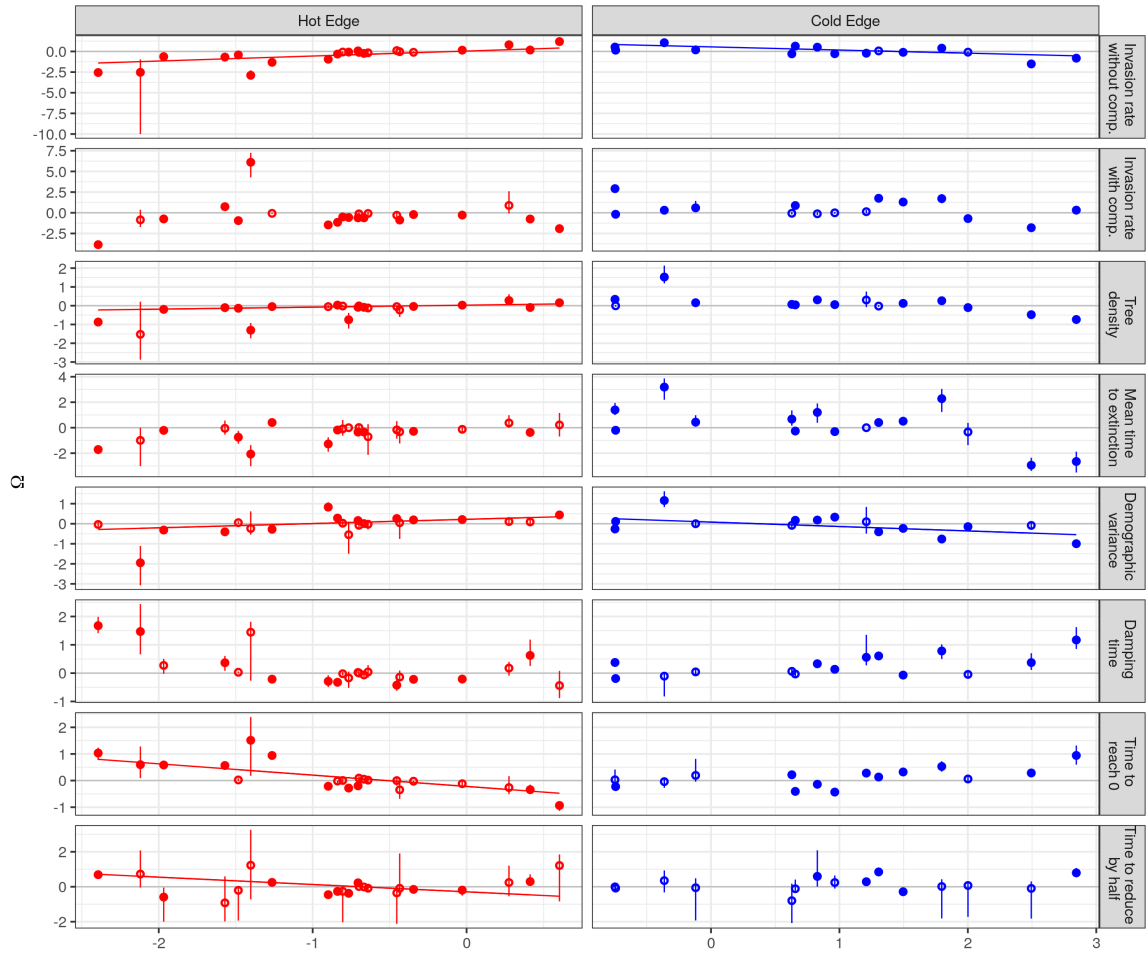 Hot Edge
Cold Edge
0.0
-2.5
-5.0
-7.5
-10.0
Invasion rate
without comp.
7.5
5.0
2.5
0.0
-2.5
Invasion rate
with comp.
2
1
0
-1
-2
-3
Tree
density
4
2
0
-2
Mean time
to extinction
Ω
1
0
-1
-2
-3
Demographic
variance
2
1
0
-1
Damping
time
2
1
0
-1
Time to
reach 0
2
0
-2
Time to reduce
by half
-2
-1
0
0
1
2
3